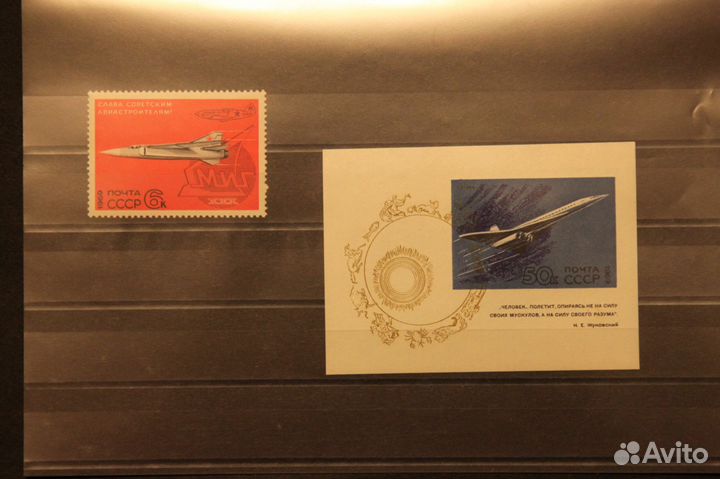 СЛАВА СОВЕТСКИМ
АВИАСТРОИТЕЛЯМ!
МиГ
XXX
1969
ПОЧТА
СССР 6к
50к ПОЧТА
СССР
1969
„ЧЕЛОВЕК... ПОЛЕТИТ, ОПИРАЯСЬ НЕ НА СИЛУ
СВОИХ МУСКУЛОВ, А НА СИЛУ СВОЕГО РАЗУМА".
Н. Е. Жуковский
Avito